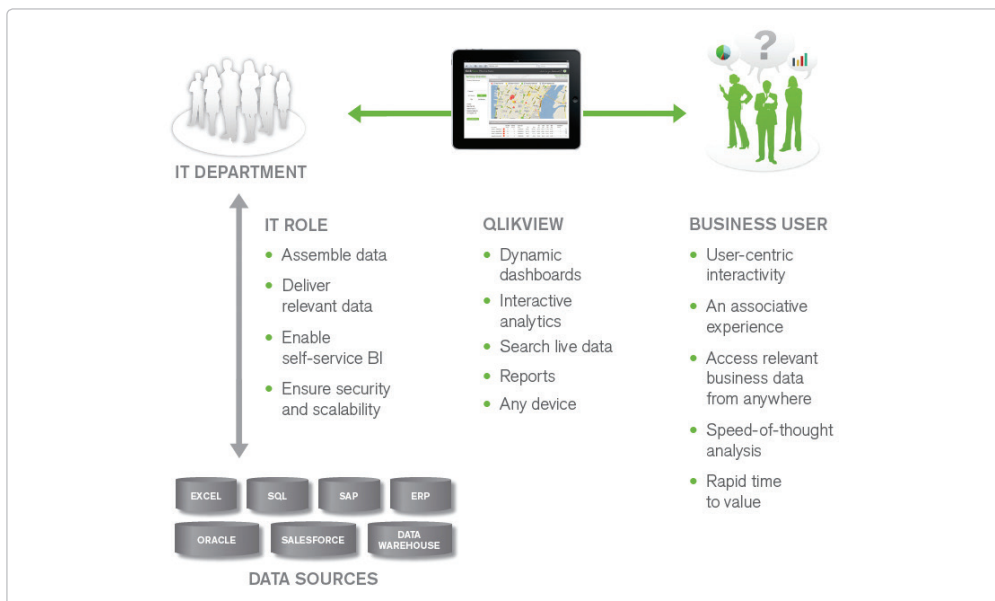 IT DEPARTMENT
IT ROLE
• Assemble data
• Deliver
relevant data
• Enable
self-service BI
• Ensure security
and scalability
QLIKVIEW
• Dynamic
dashboards
• Interactive
analytics
• Search live data
• Reports
• Any device
?
BUSINESS USER
• User-centric
interactivity
• An associative
experience
• Access relevant
business data
from anywhere
• Speed-of-thought
analysis
• Rapid time
to value
EXCEL
SQL
SAP
ERP
ORACLE
SALESFORCE
DATA
WAREHOUSE
DATA SOURCES